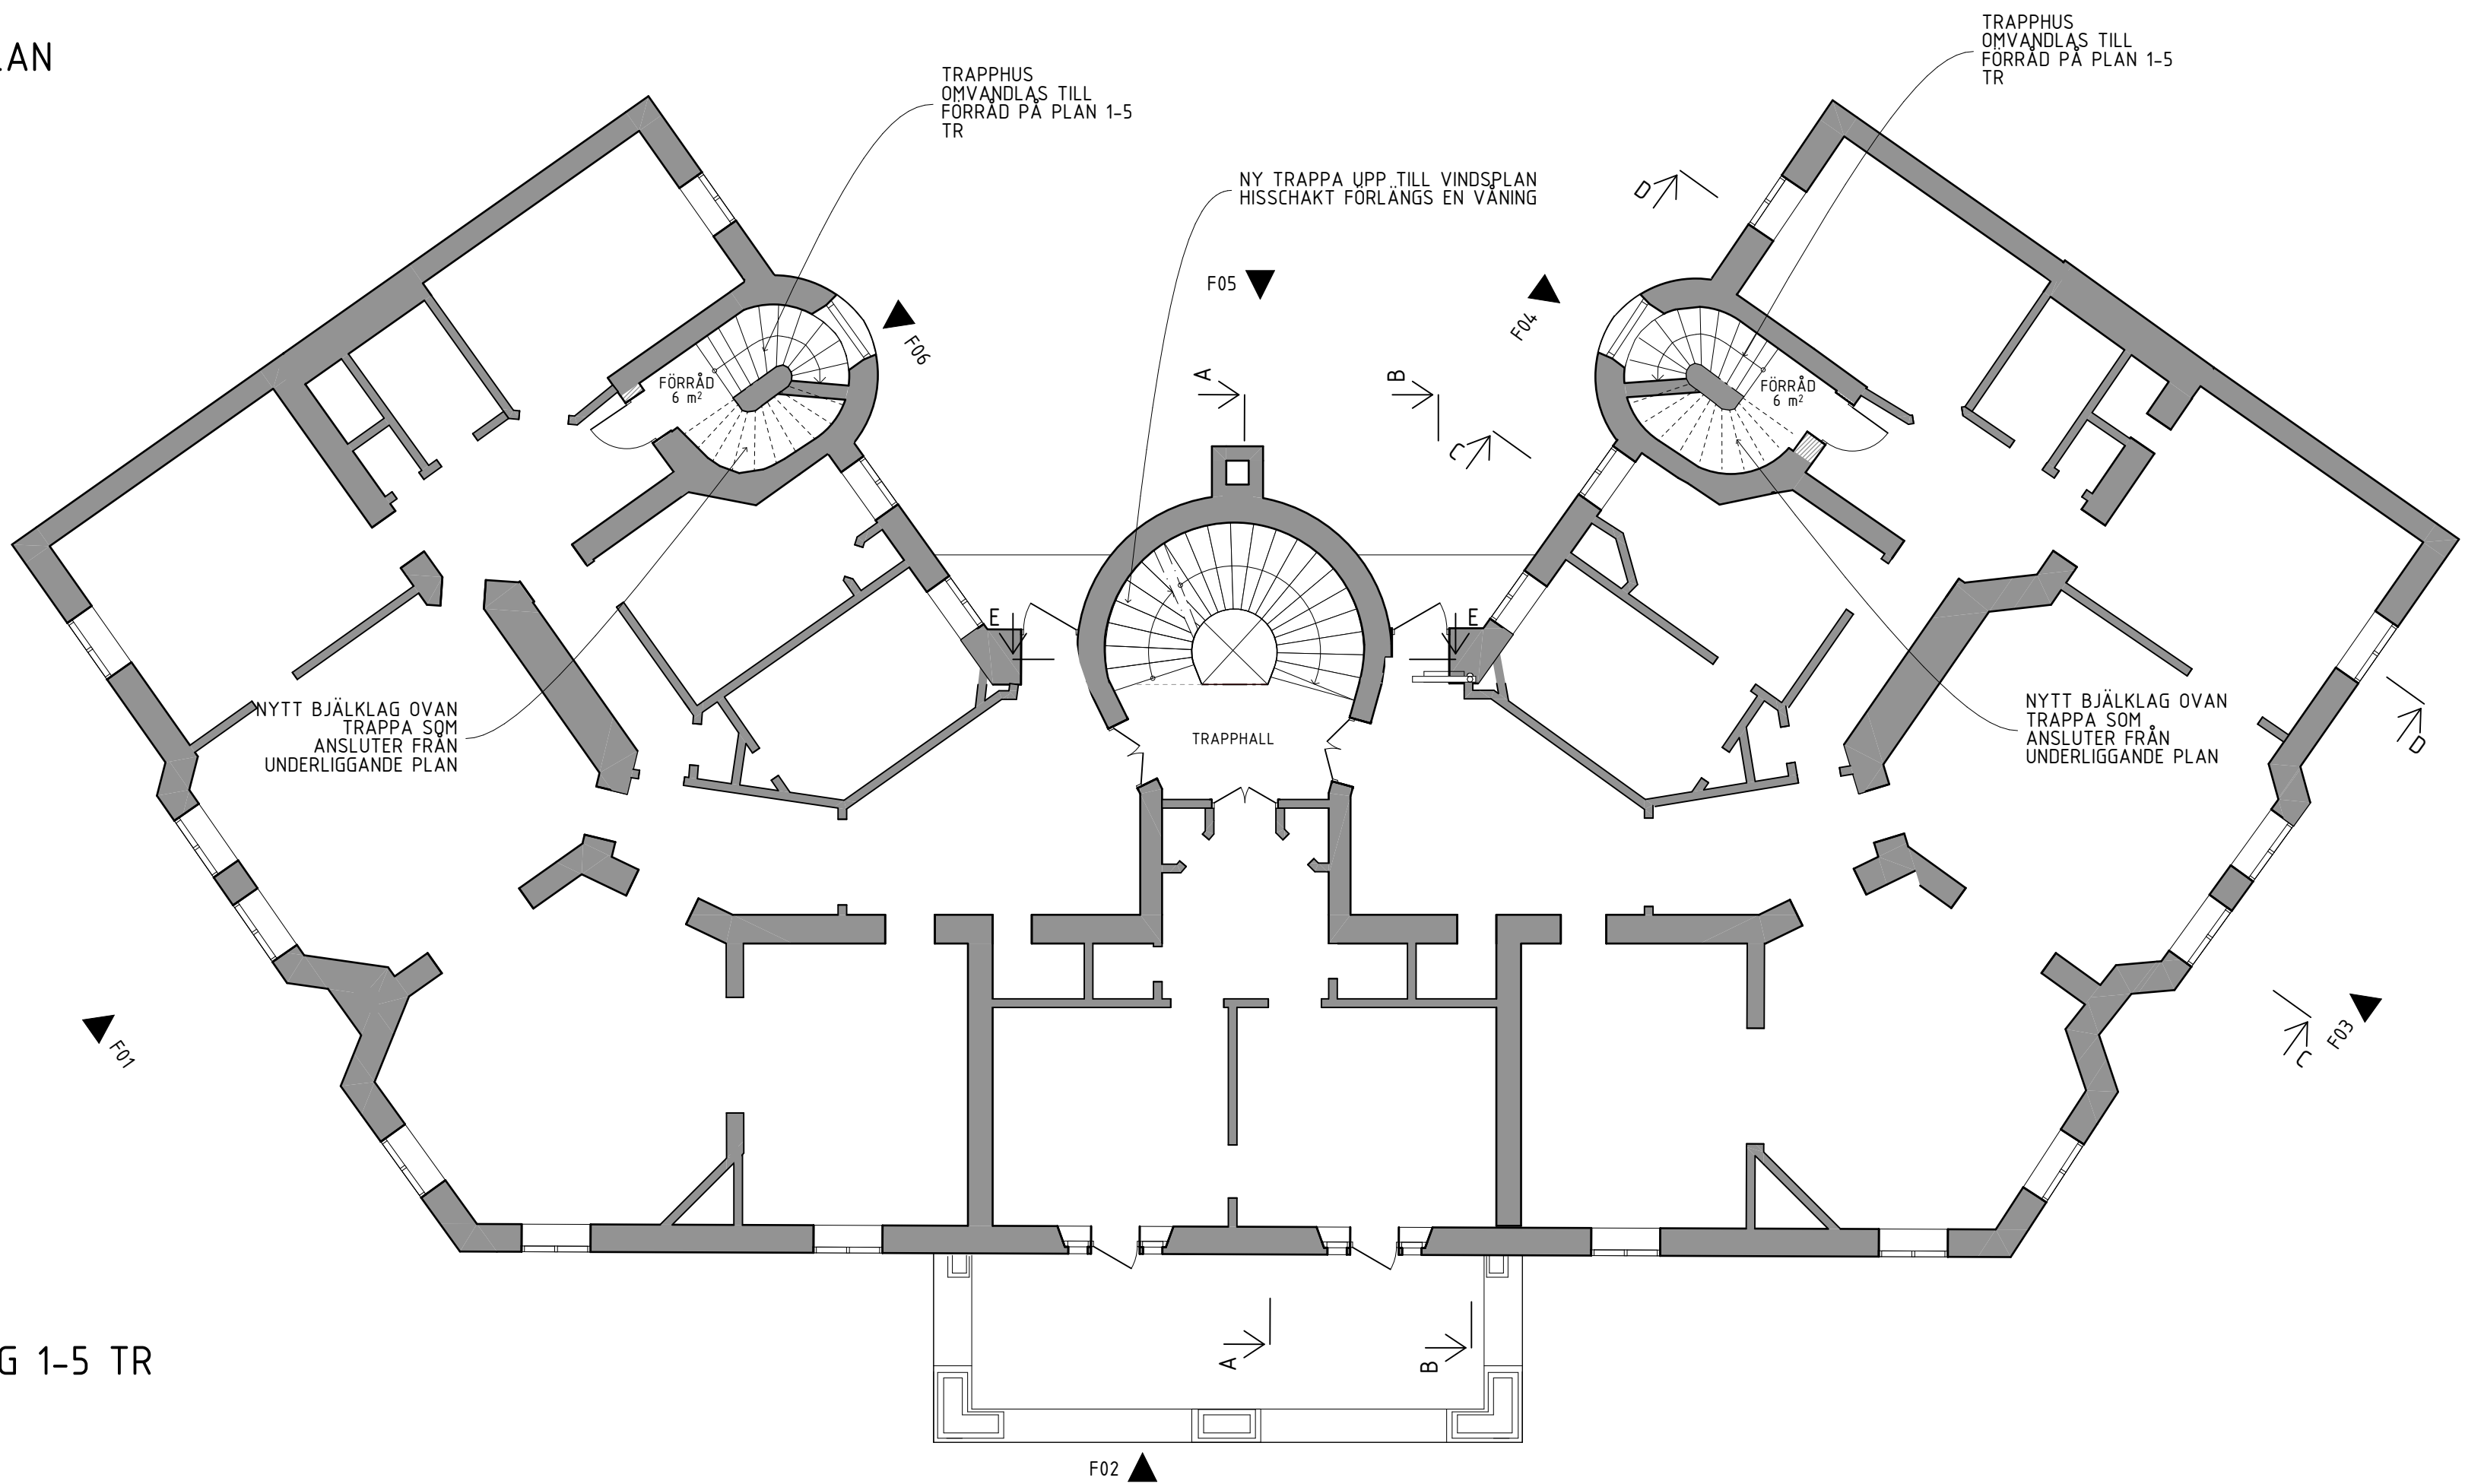 LAN
TRAPPHUS
OMVANDLAS TILL
FÖRRÅD PÅ PLAN 1-5
TR
TRAPPHUS
OMVANDLAS TILL
FÖRRÅD PÅ PLAN 1-5
TR
NY TRAPPA UPP TILL VINDSPLAN
HISSCHAKT FÖRLÄNGS EN VÅNING
D
F05
F04
F06
A
B
C
FÖRRÅD
6 m²
FÖRRÅD
6 m²
E
E
NYTT BJÄLKLAG OVAN
TRAPPA SOM
ANSLUTER FRÅN
UNDERLIGGANDE PLAN
TRAPPHALL
NYTT BJÄLKLAG OVAN
TRAPPA SOM
ANSLUTER FRÅN
UNDERLIGGANDE PLAN
D
F01
F03
C
A
B
G 1-5 TR
F02